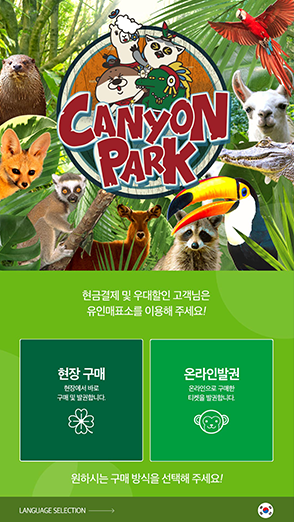 CANYON
PARK
현금결제 및 우대할인 고객님은
유인매표소를 이용해 주세요!
현장 구매
현장에서 바로
구매 및 발권합니다.
온라인발권
온라인으로 구매한
티켓을 발권합니다.
원하시는 구매 방식을 선택해 주세요!
LANGUAGE SELECTION